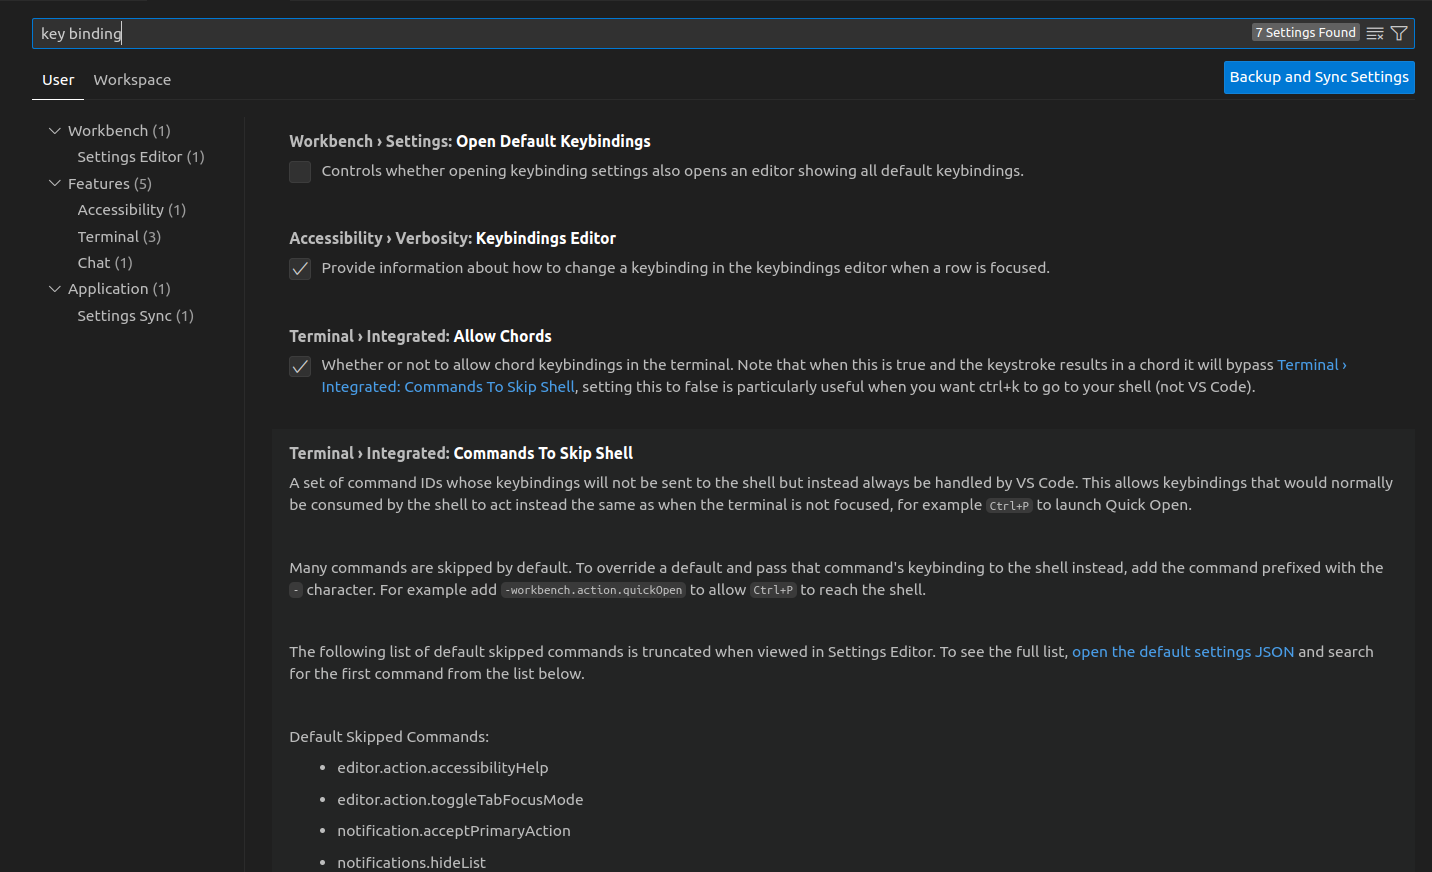 key binding
7 Settings Found
User
Workspace
Backup and Sync Settings
Workbench (1)
Settings Editor (1)
Features (5)
Accessibility (1)
Terminal (3)
Chat (1)
Application (1)
Settings Sync (1)
Workbench › Settings: Open Default Keybindings
Controls whether opening keybinding settings also opens an editor showing all default keybindings.
Accessibility › Verbosity: Keybindings Editor
Provide information about how to change a keybinding in the keybindings editor when a row is focused.
Terminal › Integrated: Allow Chords
Whether or not to allow chord keybindings in the terminal. Note that when this is true and the keystroke results in a chord it will bypass Terminal ›
Integrated: Commands To Skip Shell, setting this to false is particularly useful when you want ctrl+k to go to your shell (not VS Code).
Terminal › Integrated: Commands To Skip Shell
A set of command IDs whose keybindings will not be sent to the shell but instead always be handled by VS Code. This allows keybindings that would normally
be consumed by the shell to act instead the same as when the terminal is not focused, for example Ctrl+P to launch Quick Open.
Many commands are skipped by default. To override a default and pass that command's keybinding to the shell instead, add the command prefixed with the
- character. For example add -workbench.action.quickOpen to allow Ctrl+P to reach the shell.
The following list of default skipped commands is truncated when viewed in Settings Editor. To see the full list, open the default settings JSON and search
for the first command from the list below.
Default Skipped Commands:
• editor.action.accessibilityHelp
• editor.action.toggleTabFocusMode
• notification.acceptPrimaryAction
• notifications.hideList